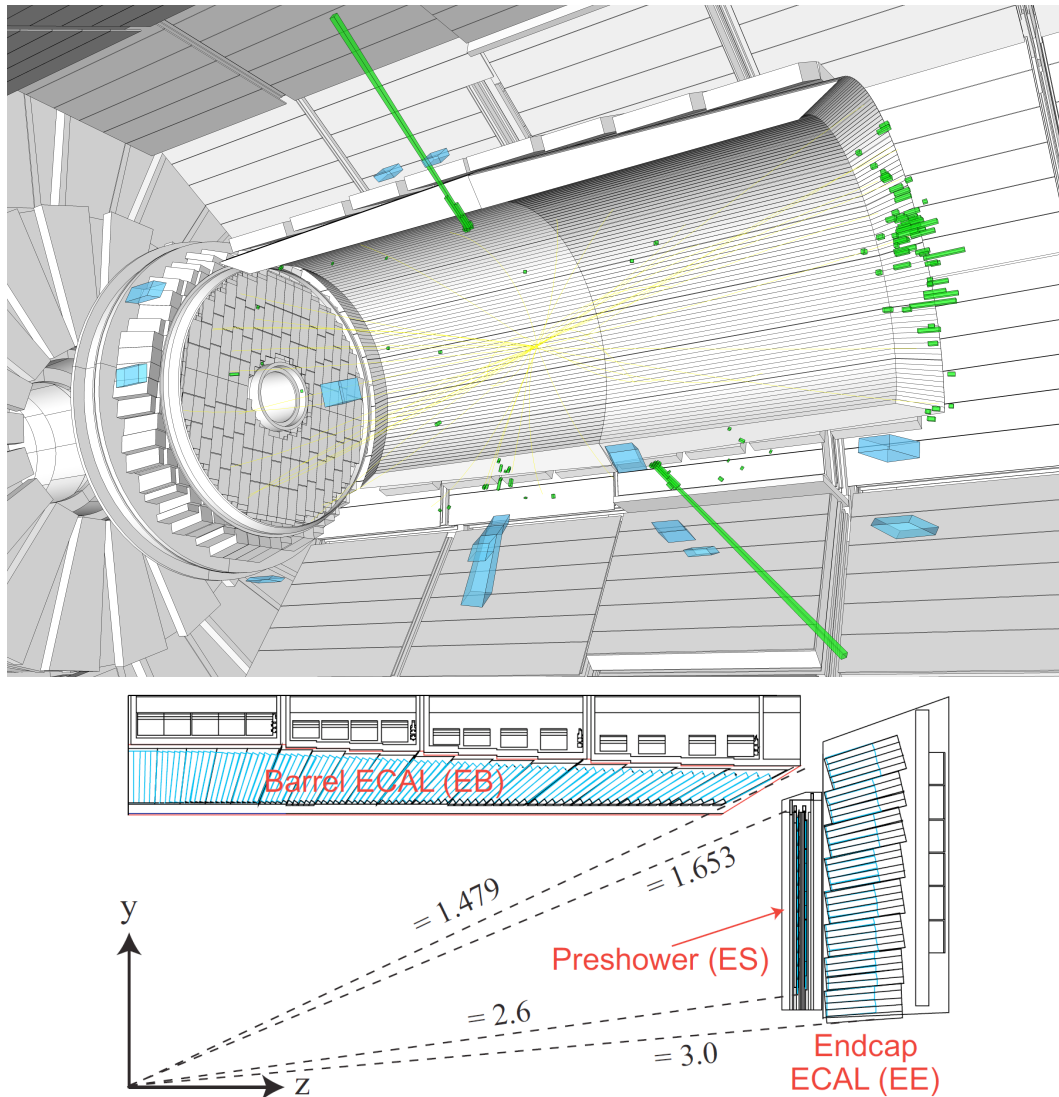 Barrel ECAL (EB)
= 1.479
= 1.653
y
Preshower (ES)
= 2.6
= 3.0
z
Endcap
ECAL (EE)